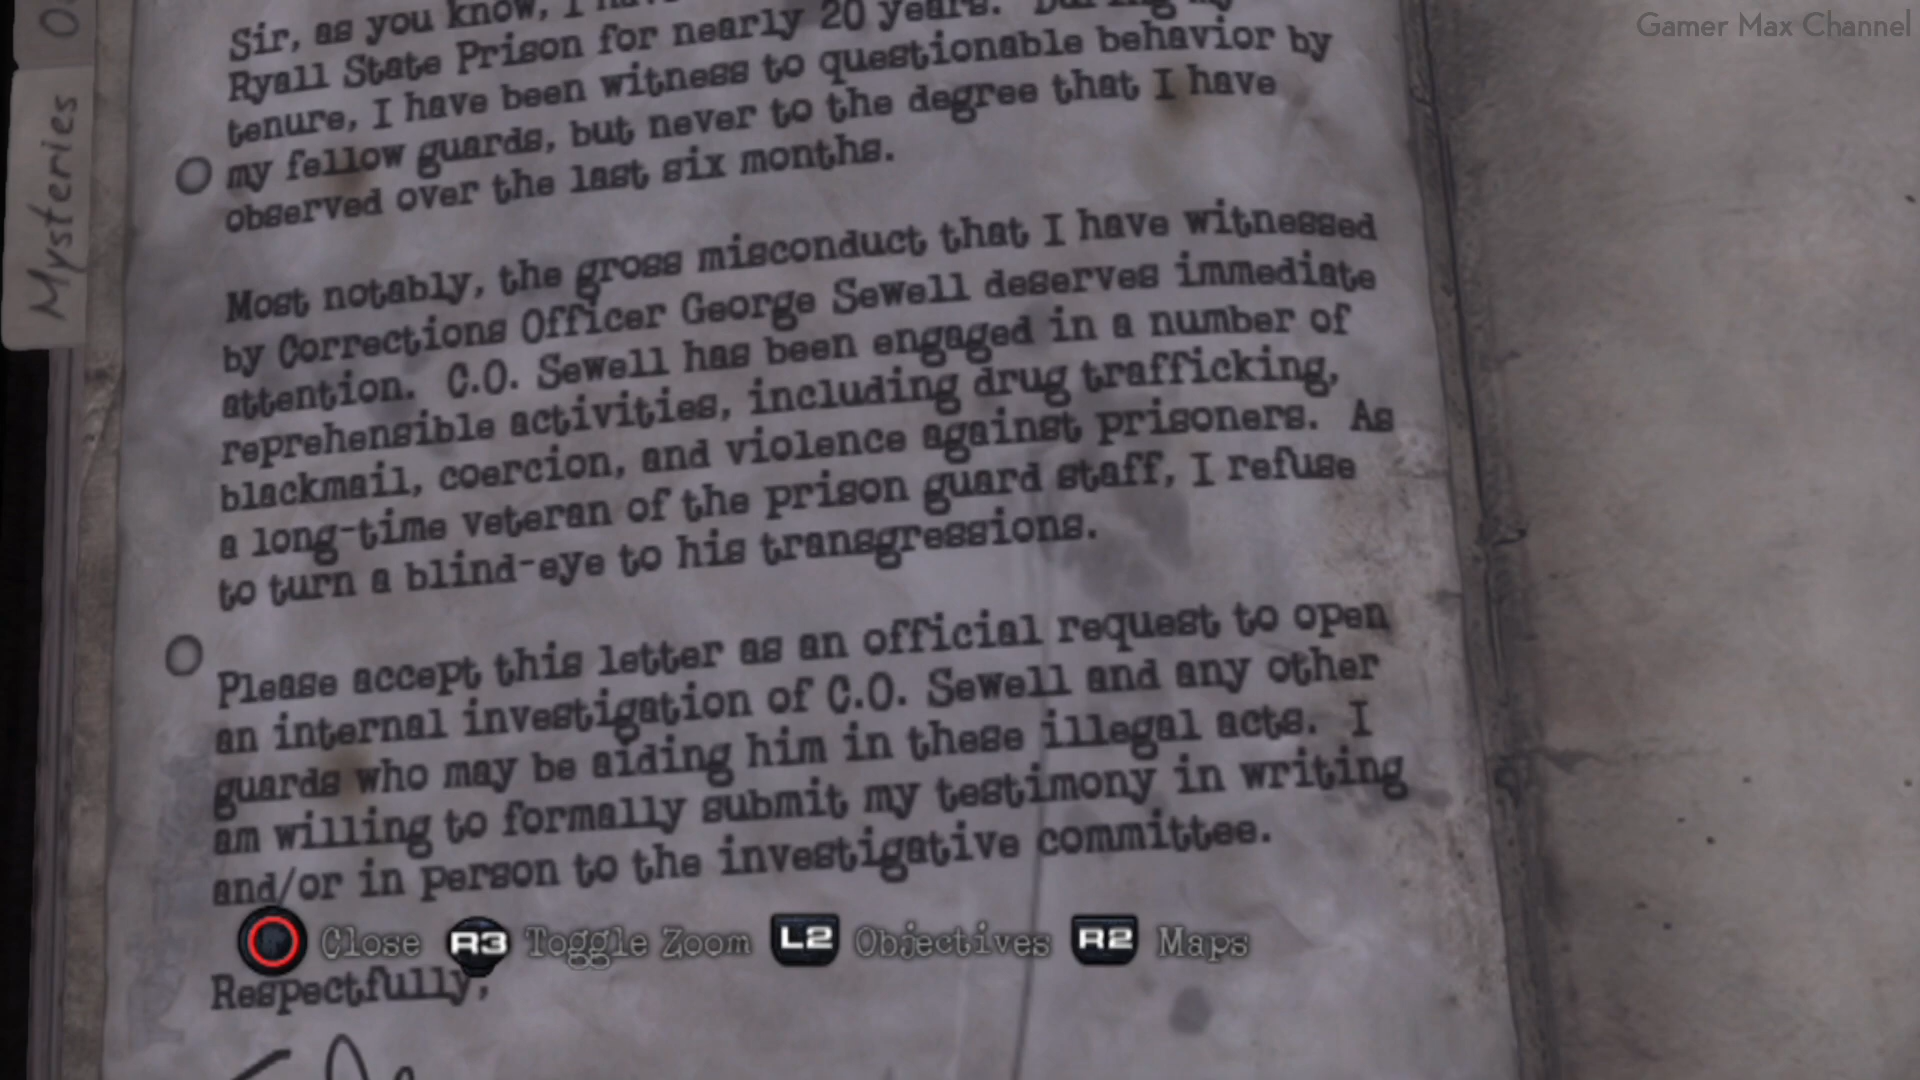 Gamer Max Channel
Mysteries
Sir, as you know, I
Ryall State Prison for nearly 20 years.
tenure, I have been witness to questionable behavior by
my fellow guards, but never to the degree that I have
observed over the last six months.
Most notably, the gross misconduct that I have witnessed
by Corrections Officer George Sewell deserves immediate
attention. C.O. Sewell has been engaged in a number of
reprehensible activities, including drug trafficking,
blackmail, coercion, and violence against prisoners. As
a long-time veteran of the prison guard staff, I refuse
to turn a blind-eye to his transgressions.
Please accept this letter as an official request to open
an internal investigation of C.O. Sewell and any other
guards who may be aiding him in these illegal acts. I
am willing to formally submit my testimony in writing
and/or in person to the investigative committee.
Close R3 Toggle Zoom L2 Objectives R2 Maps
Respectfully,